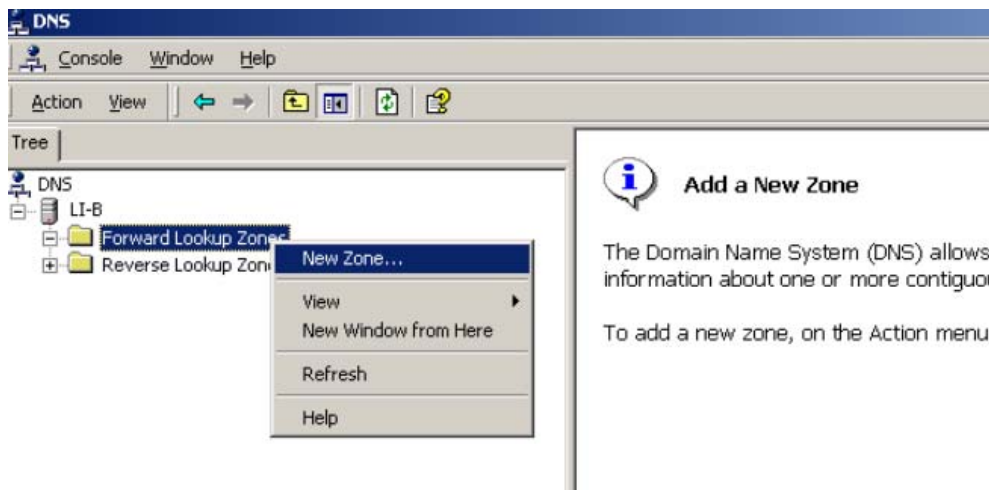 DNS
Console Window Help
Action View
Tree
DNS
LI-B
Forward Lookup Zones
Reverse Lookup
New Zone...
View
New Window from Here
Refresh
Help
Add a New Zone
The Domain Name System (DNS) allows
information about one or more
To add a new zone, on the Action menu